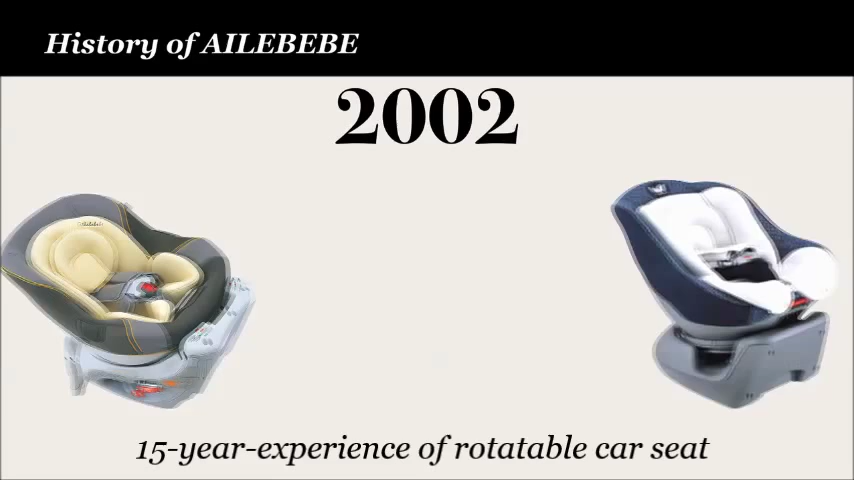 History of AILEBEBE
2002
15-year-experience of rotatable car seat